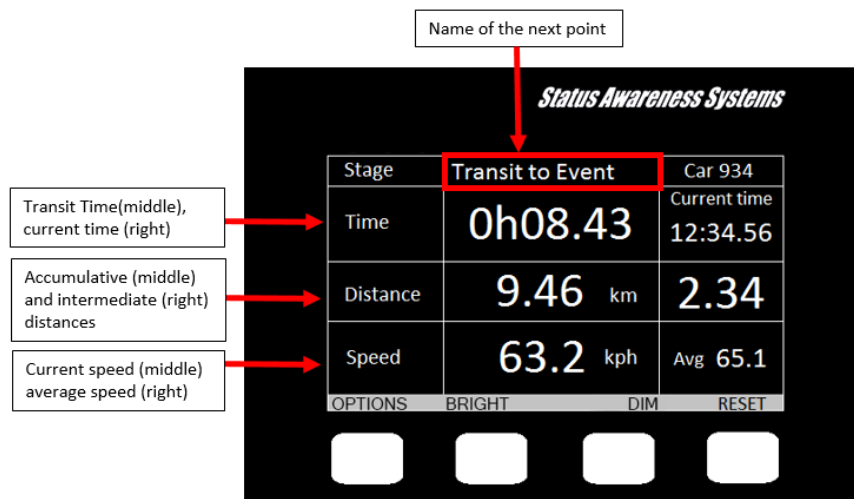 Name of the next point
Status Awareness Systems
Stage Transit to Event Car 934
Transit Time(middle),
current time (right)
Time 0h08.43 Current time
12:34.56
Accumulative (middle)
and intermediate (right)
distances
Distance 9.46 km 2.34
Current speed (middle)
average speed (right)
Speed 63.2 kph Avg 65.1
OPTIONS BRIGHT DIM RESET